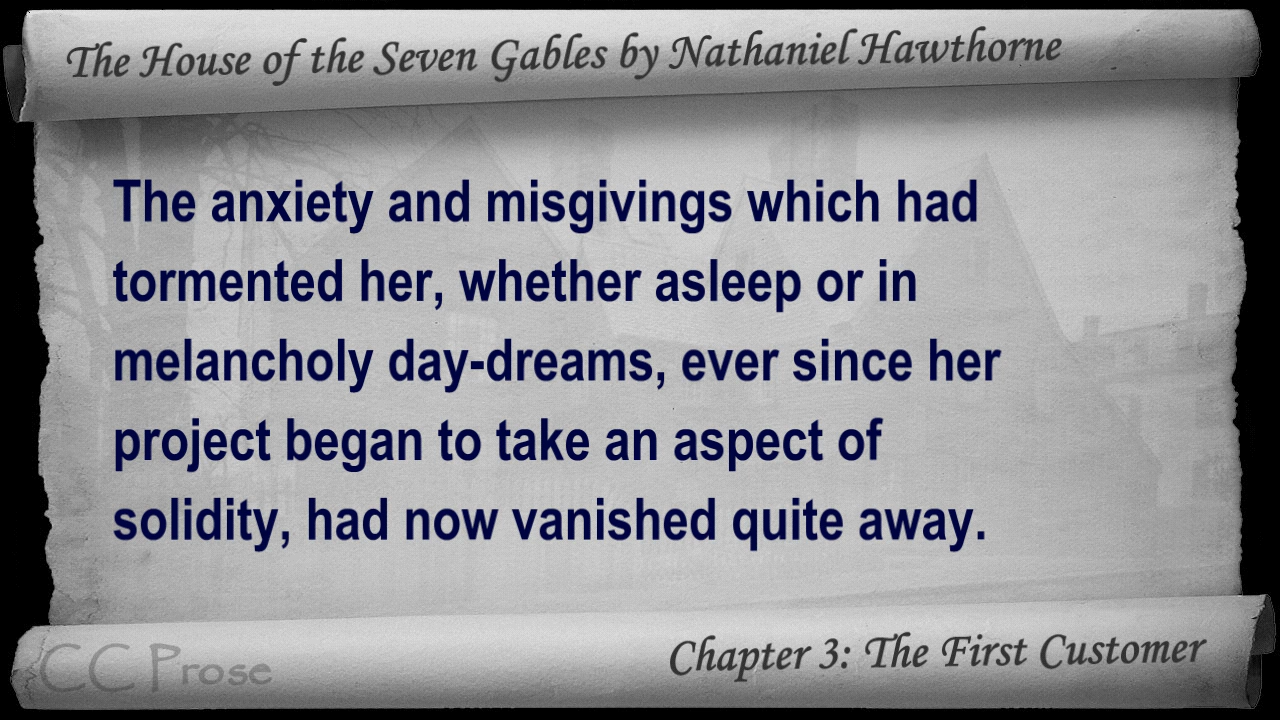 The House of the Seven Gables by Nathaniel Hawthorne
The anxiety and misgivings which had
tormented her, whether asleep or in
melancholy day-dreams, ever since her
project began to take an aspect of
solidity, had now vanished quite away.
CC Prose
Chapter 3: The First Customer